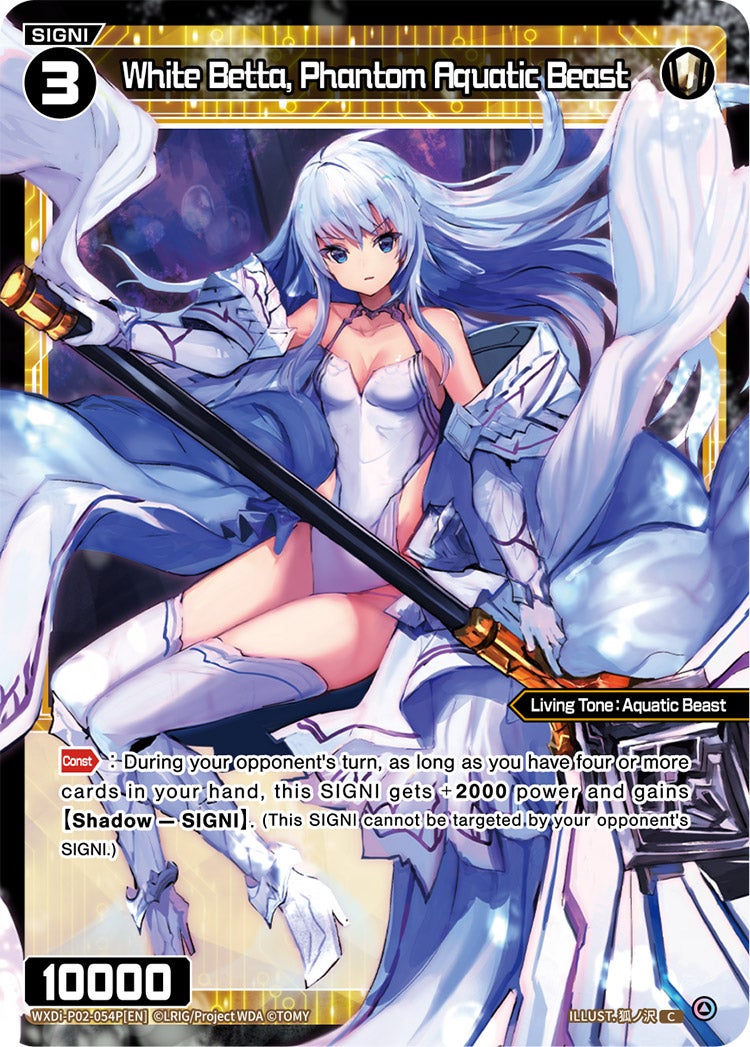 SIGNI
3
White Betta, Phantom Aquatic Beast
Living Tone:Aquatic Beast
Const : During your opponent's turn, as long as you have four or more
cards in your hand, this SIGNI gets +2000 power and gains
【Shadow — SIGNI】. (This SIGNI cannot be targeted by your opponent's
SIGNI.)
10000
WXDi-P02-054P[EN] ©LRIG/Project WDA ©TOMY
ILLUST. 狐ノ沢 C